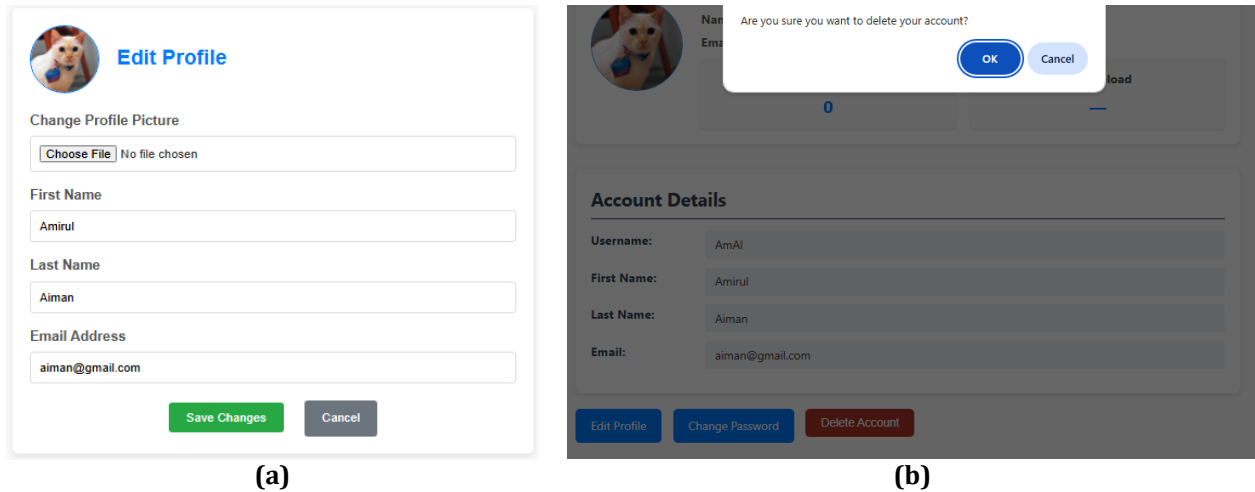 Edit Profile
Change Profile Picture
Choose File No file chosen
First Name
Amirul
Last Name
Aiman
Email Address
aiman@gmail.com
Save Changes Cancel
(a)
Are you sure you want to delete your account?
OK Cancel
0
—
Account Details
Username: AmAI
First Name: Amirul
Last Name: Aiman
Email: aiman@gmail.com
Edit Profile Change Password Delete Account
(b)